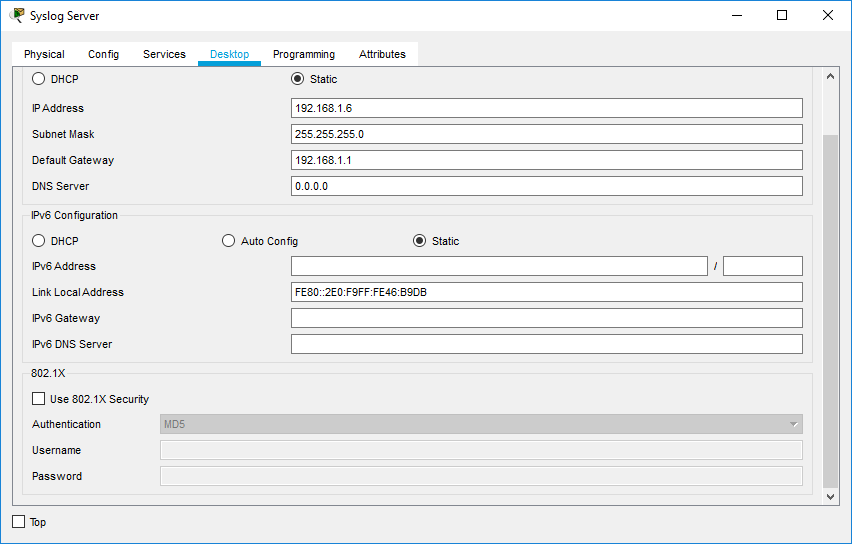 Syslog Server
Physical Config Services Desktop Programming Attributes
DHCP Static
IP Address 192.168.1.6
Subnet Mask 255.255.255.0
Default Gateway 192.168.1.1
DNS Server 0.0.0.0
IPv6 Configuration
DHCP Auto Config Static
IPv6 Address /
Link Local Address FE80::2E0:F9FF:FE46:B9DB
IPv6 Gateway
IPv6 DNS Server
802.1X
Use 802.1X Security
Authentication MD5
Username
Password
Top